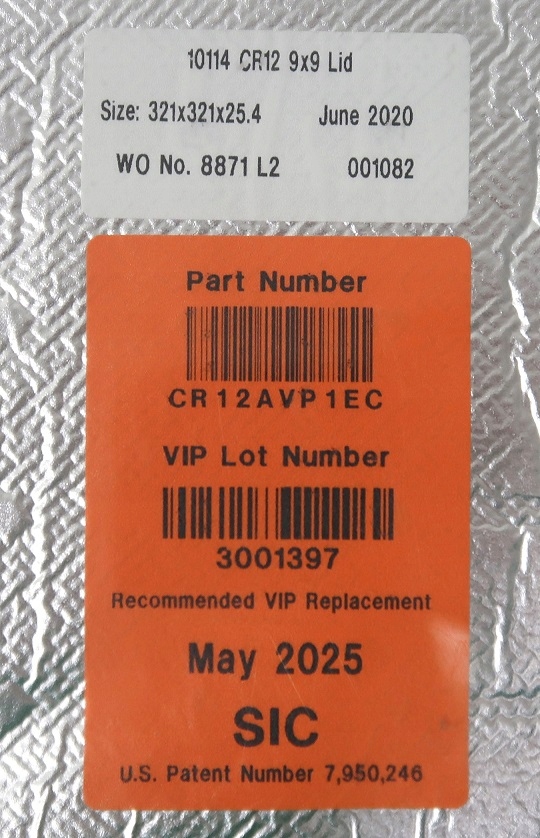 10114 CR12 9x9 Lid
Size: 321x321x25.4 June 2020
WO No. 8871 L2 001082
Part Number
CR12AVP1EC
VIP Lot Number
3001397
Recommended VIP Replacement
May 2025
SIC
U.S. Patent Number 7,950,246